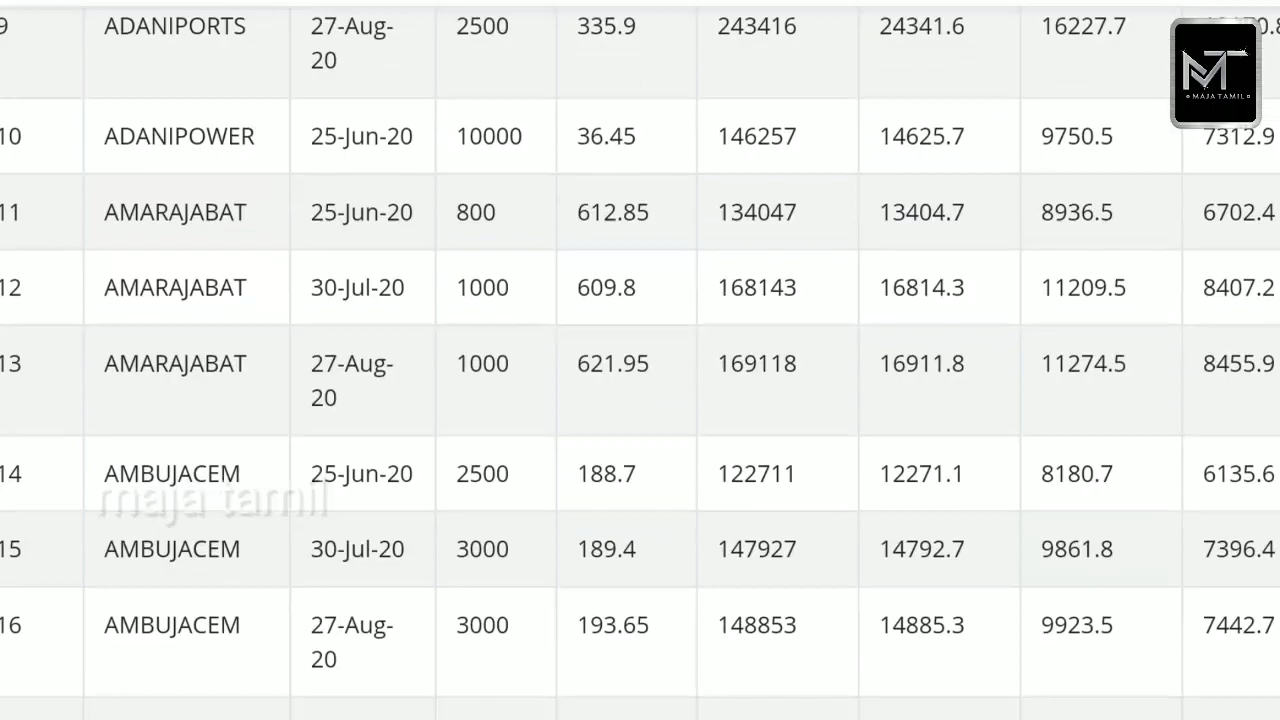 9 ADANIPORTS 27-Aug- 2500 335.9 243416 24341.6 16227.7
20
10 ADANIPOWER 25-Jun-20 10000 36.45 146257 14625.7 9750.5 7312.9
11 AMARAJABAT 25-Jun-20 800 612.85 134047 13404.7 8936.5 6702.4
12 AMARAJABAT 30-Jul-20 1000 609.8 168143 16814.3 11209.5 8407.2
13 AMARAJABAT 27-Aug- 1000 621.95 169118 16911.8 11274.5 8455.9
20
14 AMBUJACEM 25-Jun-20 2500 188.7 122711 12271.1 8180.7 6135.6
15 AMBUJACEM 30-Jul-20 3000 189.4 147927 14792.7 9861.8 7396.4
16 AMBUJACEM 27-Aug- 3000 193.65 148853 14885.3 9923.5 7442.7
20
MT
MAJA TAMIL
maja tamil